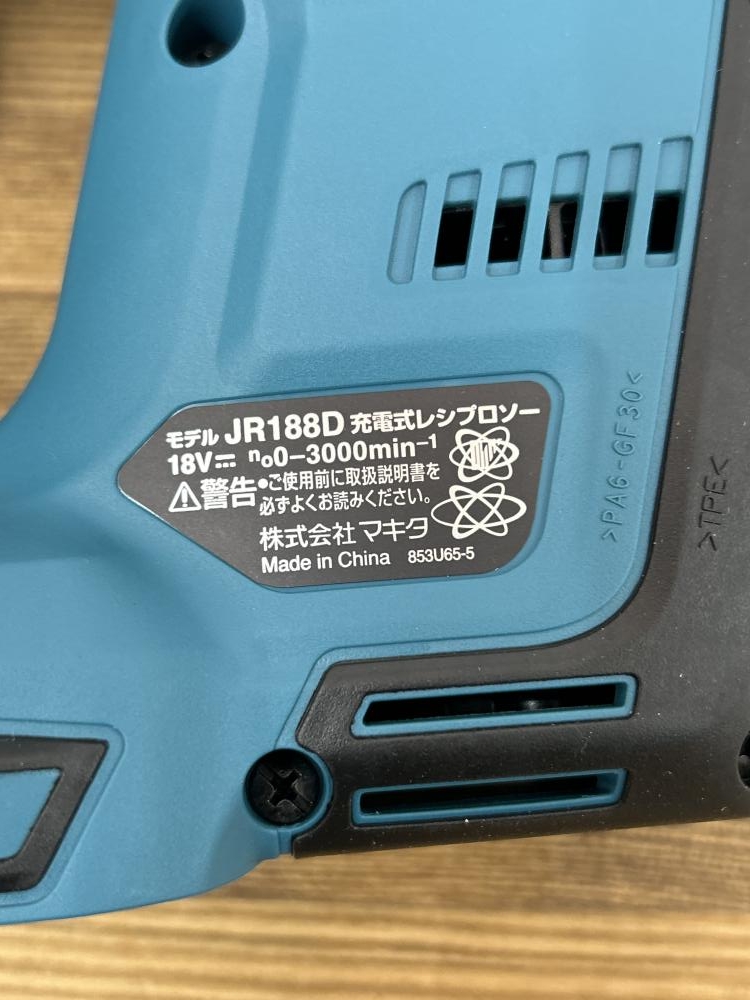 モデル JR188D 充電式レシプロソー
18V⎓ n₀0-3000min⁻¹
⚠警告 •ご使用前に取扱説明書を
必ずよくお読みください。
株式会社マキタ
Made in China 853U65-5
>PA6-GF30<
>TPE<